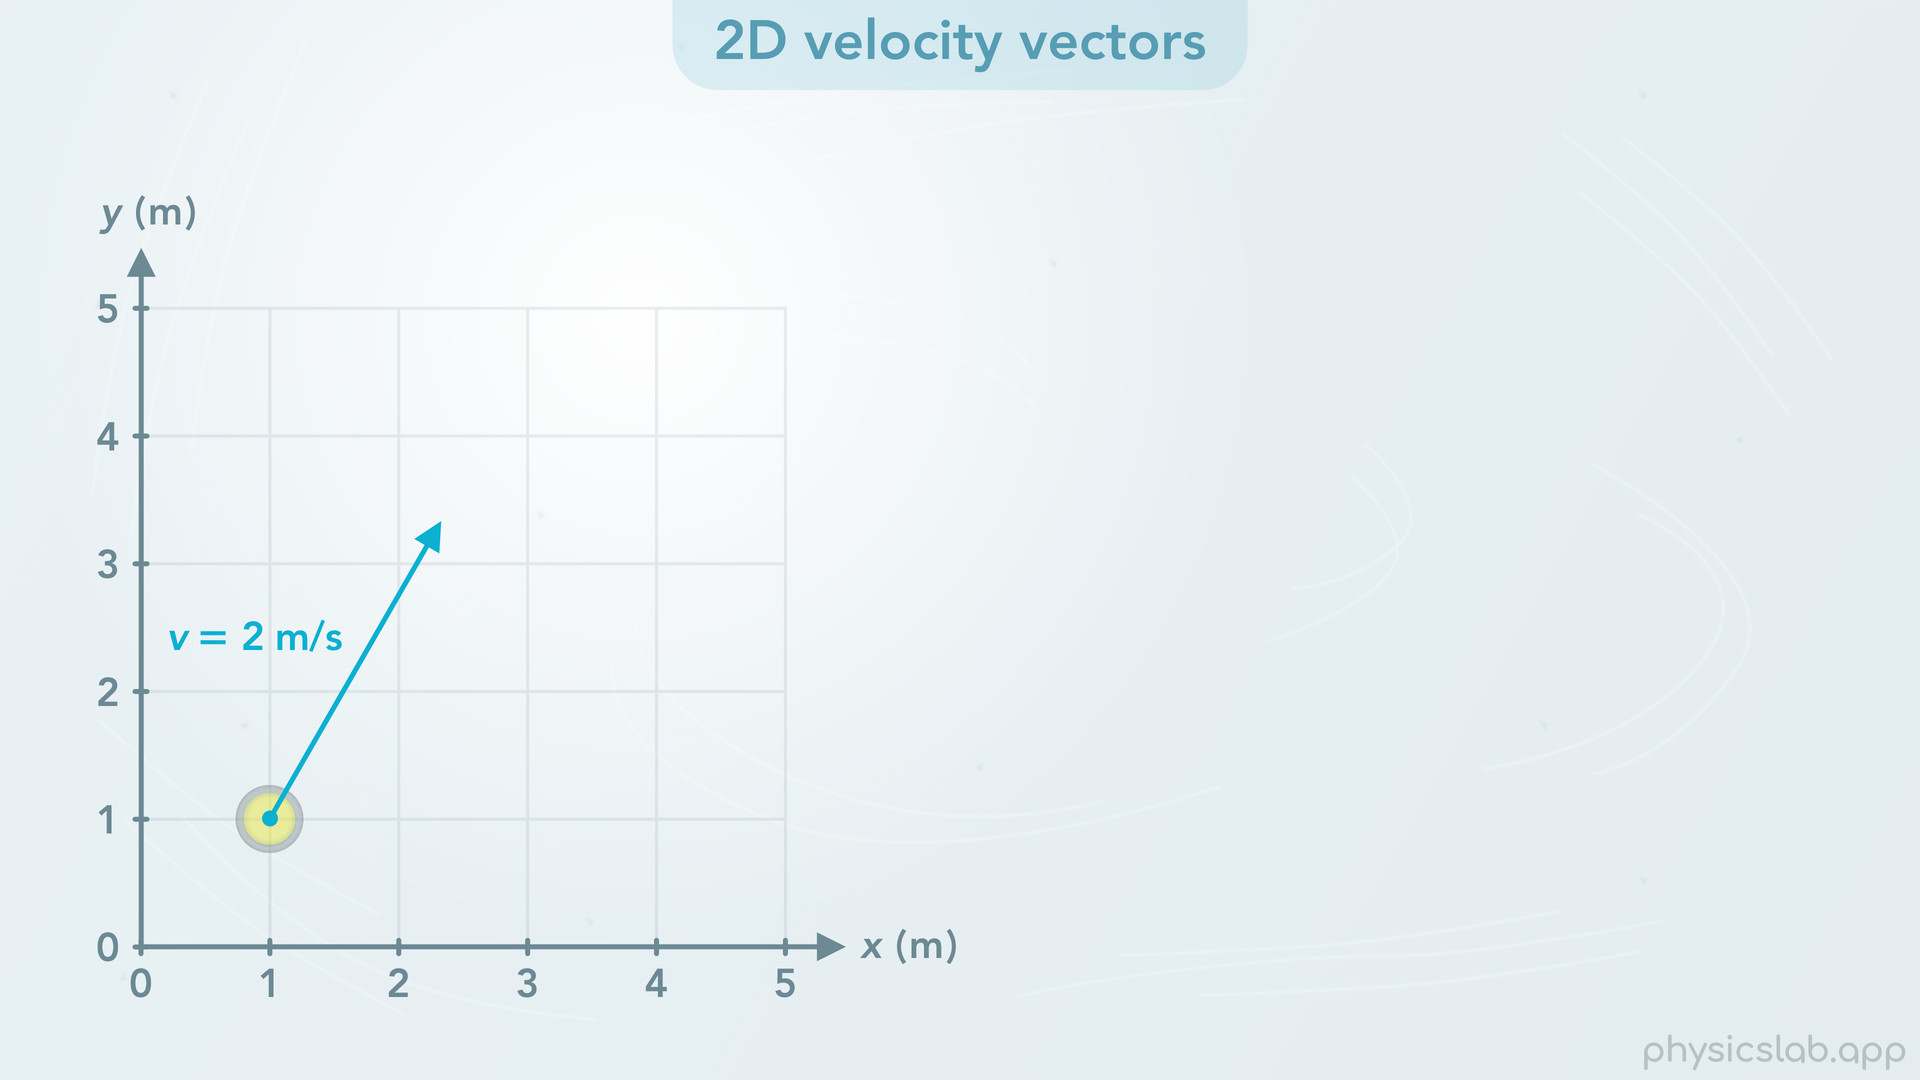 2D velocity vectors
y (m)
5
4
3
v = 2 m/s
2
1
0
x (m)
0 1 2 3 4 5
physicslab.app